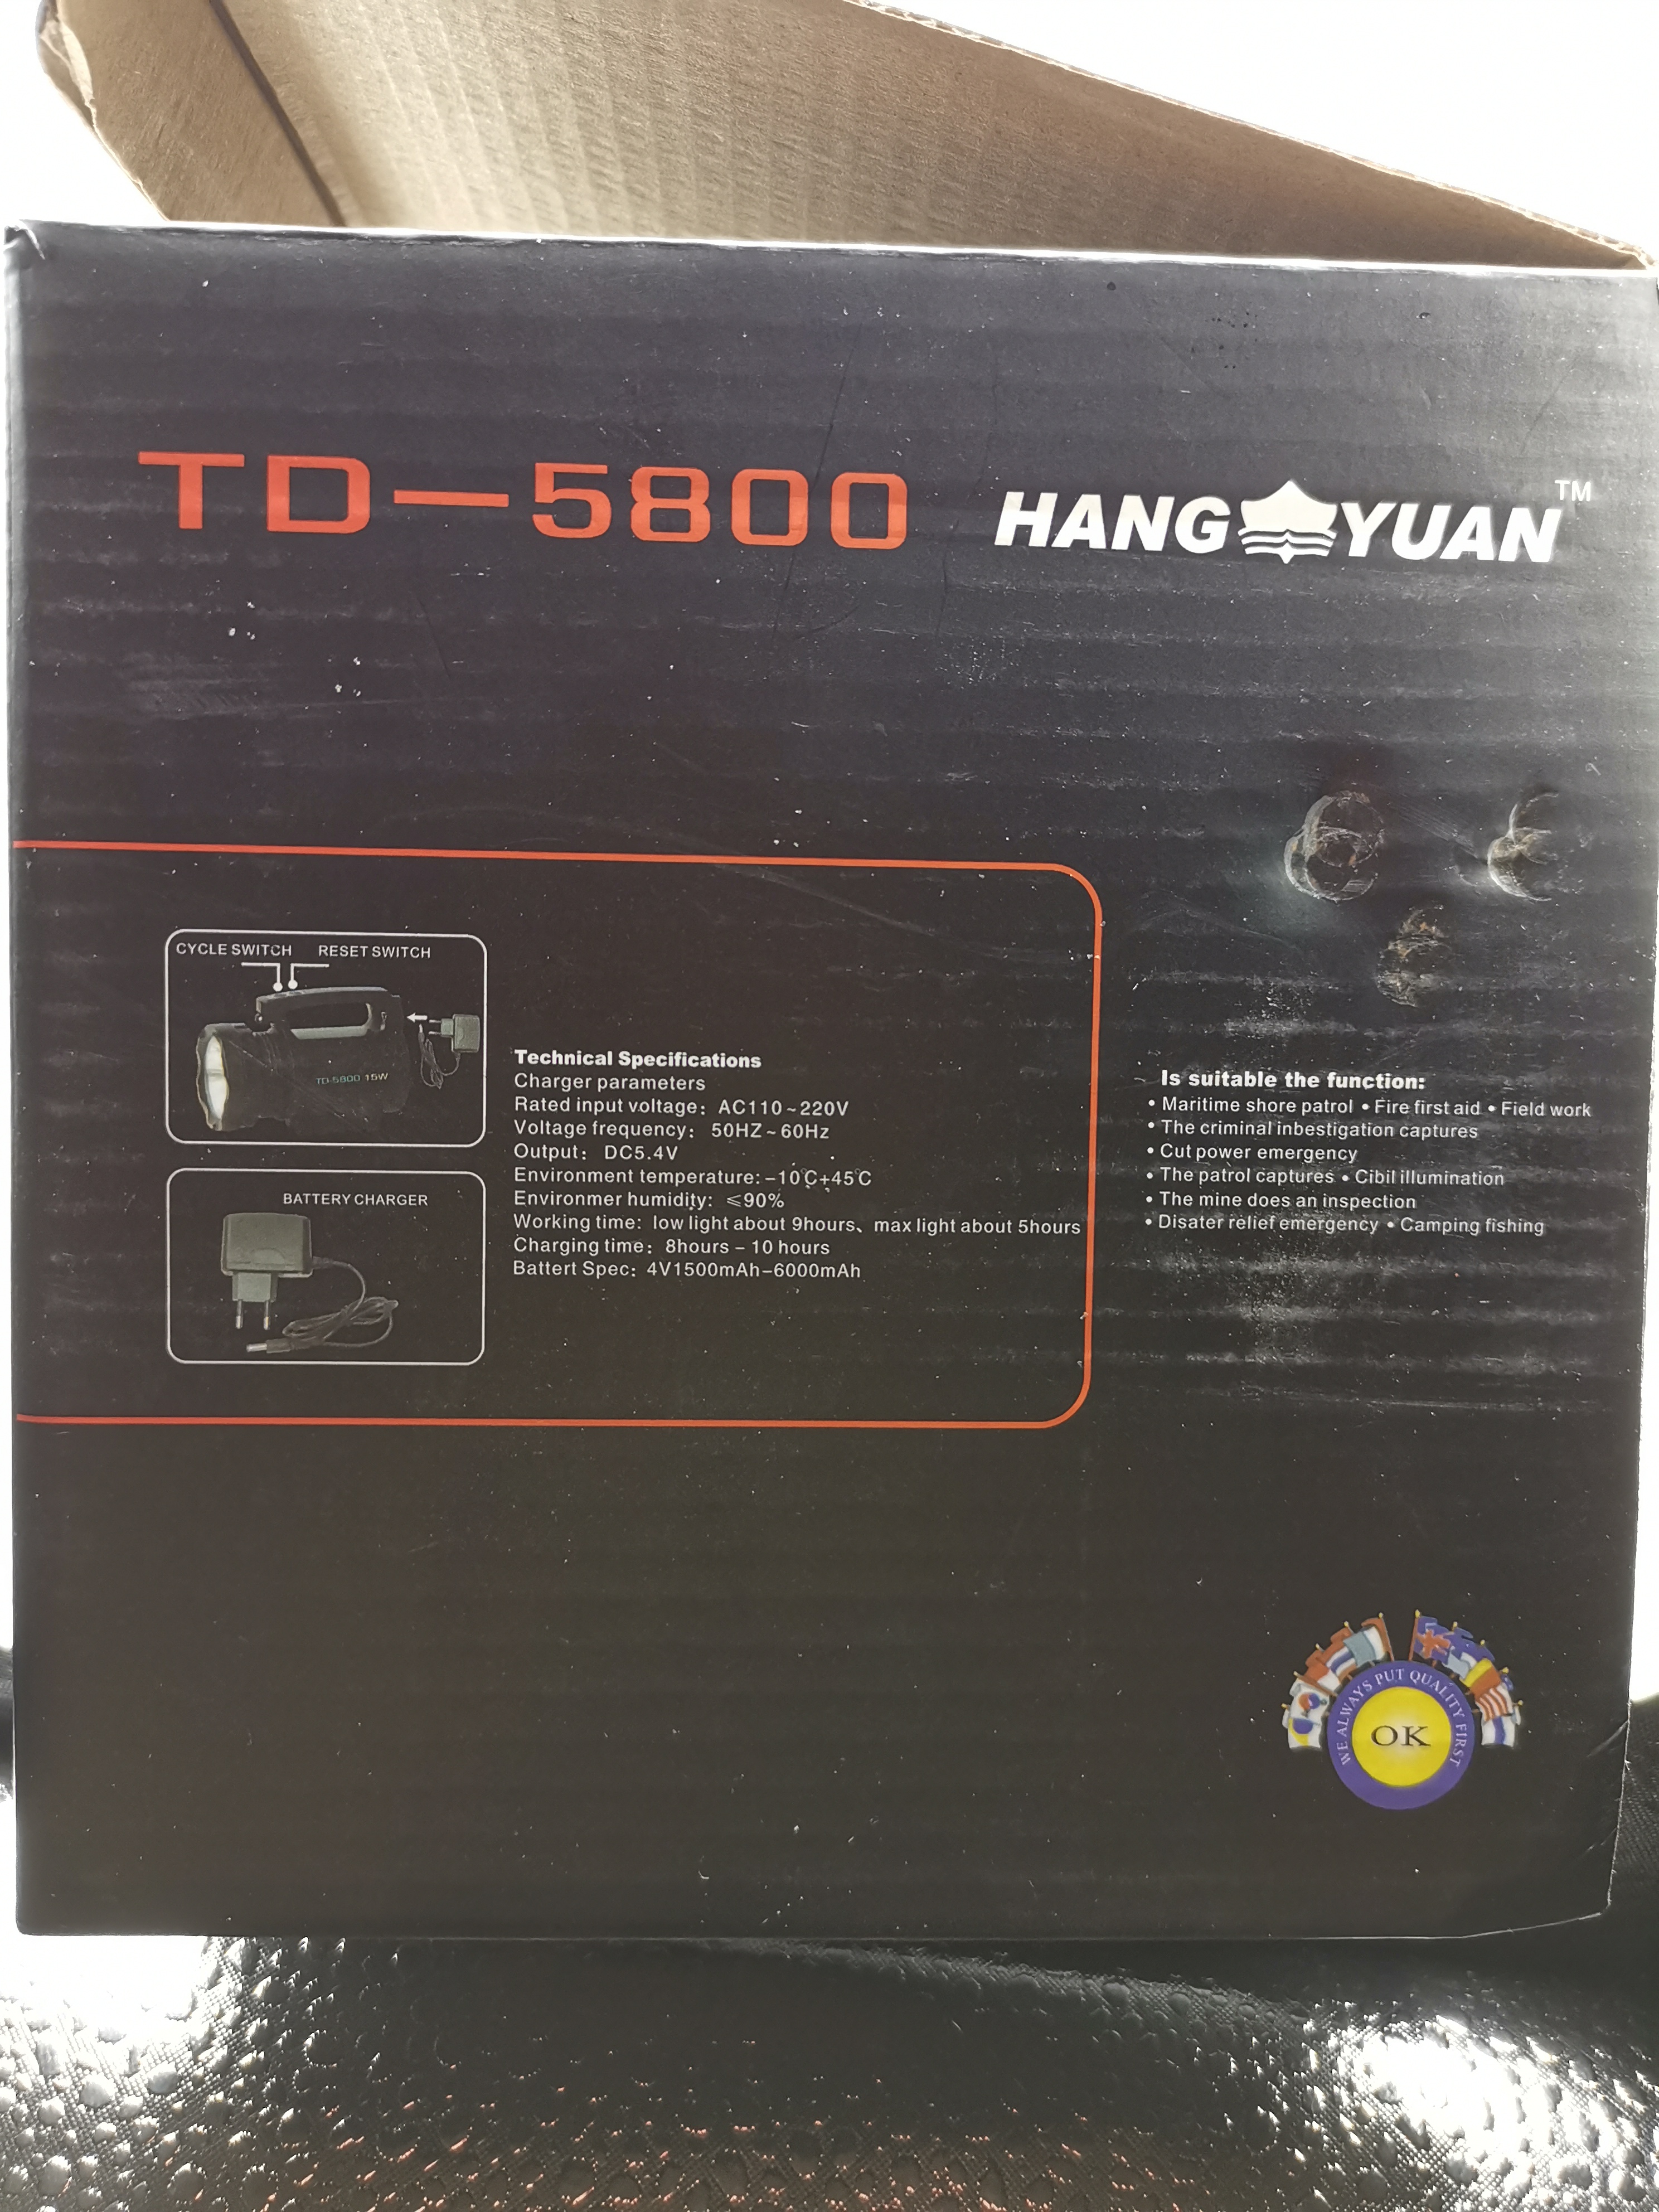 TD-5800
HANG YUAN TM
CYCLE SWITCH RESET SWITCH
TD-5800 15W
BATTERY CHARGER
Technical Specifications
Charger parameters
Rated input voltage: AC110~220V
Voltage frequency: 50HZ~60Hz
Output: DC5.4V
Environment temperature: -10℃+45℃
Environmer humidity: ≤90%
Working time: low light about 9hours、max light about 5hours
Charging time: 8hours - 10 hours
Battert Spec: 4V1500mAh-6000mAh
Is suitable the function:
• Maritime shore patrol • Fire first aid • Field work
• The criminal inbestigation captures
• Cut power emergency
• The patrol captures • Cibil illumination
• The mine does an inspection
• Disater relief emergency • Camping fishing
WE ALWAYS PUT QUALITY FIRST
OK